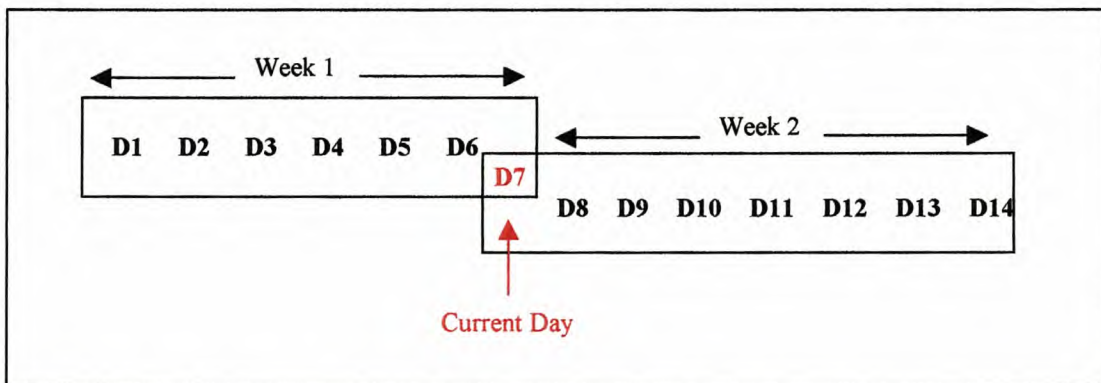 Week 1
D1 D2 D3 D4 D5 D6
Week 2
D7
D8 D9 D10 D11 D12 D13 D14
Current Day